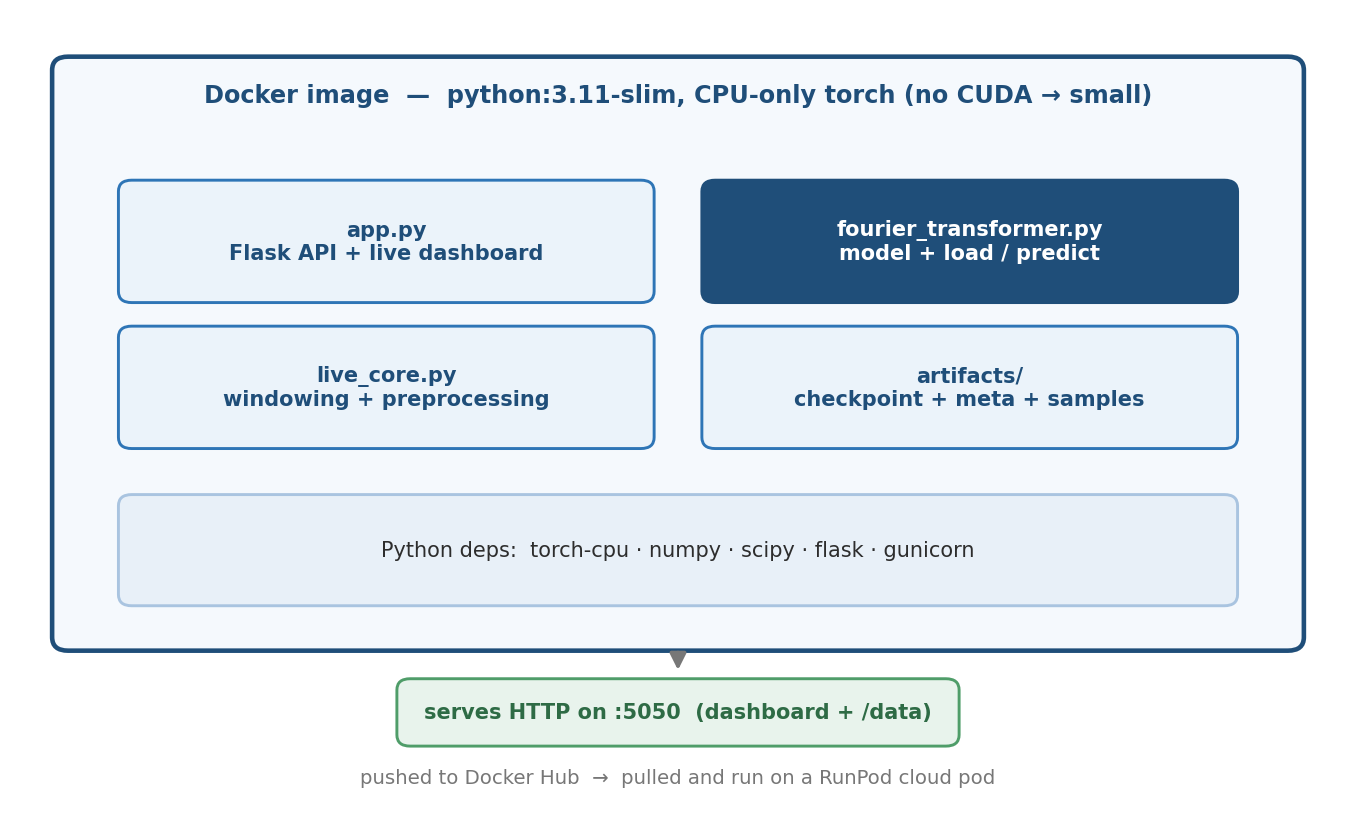 Docker image — python:3.11-slim, CPU-only torch (no CUDA → small)
app.py
Flask API + live dashboard
fourier_transformer.py
model + load / predict
live_core.py
windowing + preprocessing
artifacts/
checkpoint + meta + samples
Python deps: torch-cpu · numpy · scipy · flask · gunicorn
serves HTTP on :5050 (dashboard + /data)
pushed to Docker Hub → pulled and run on a RunPod cloud pod